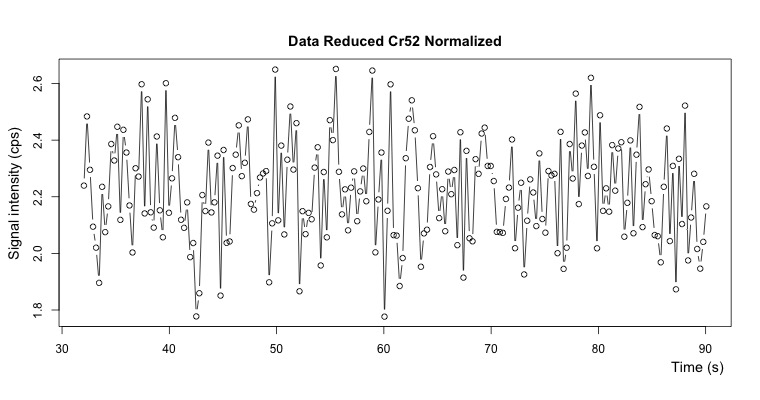 Data Reduced Cr52 Normalized
Signal intensity (cps)
2.6
2.4
2.2
2.0
1.8
30 40 50 60 70 80 90
Time (s)